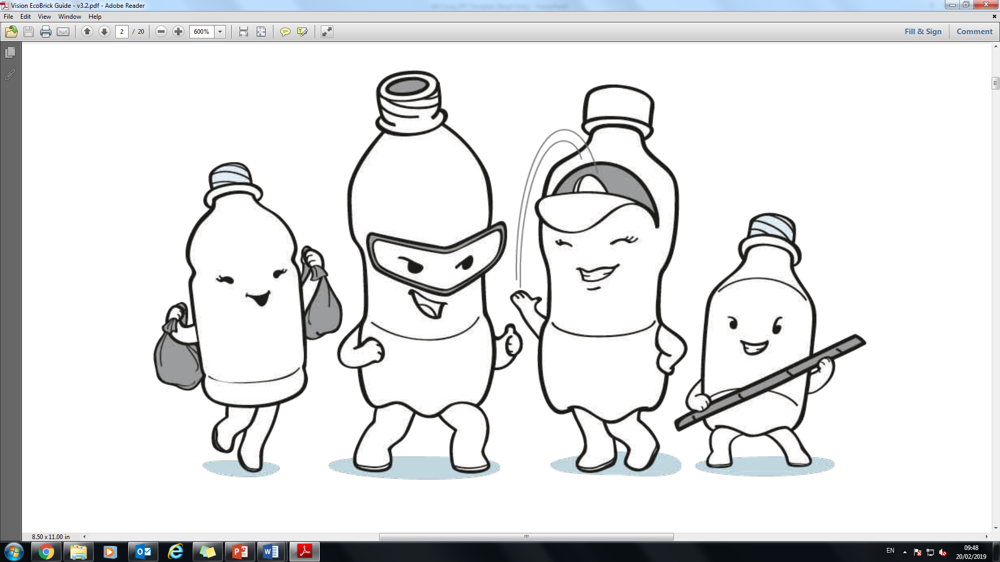 Vision EcoBrick Guide - v3.2.pdf - Adobe Reader
File Edit View Window Help
2 / 20 600% Fill & Sign Comment
8.50 x 11.00 in
EN 09:48
20/02/2019